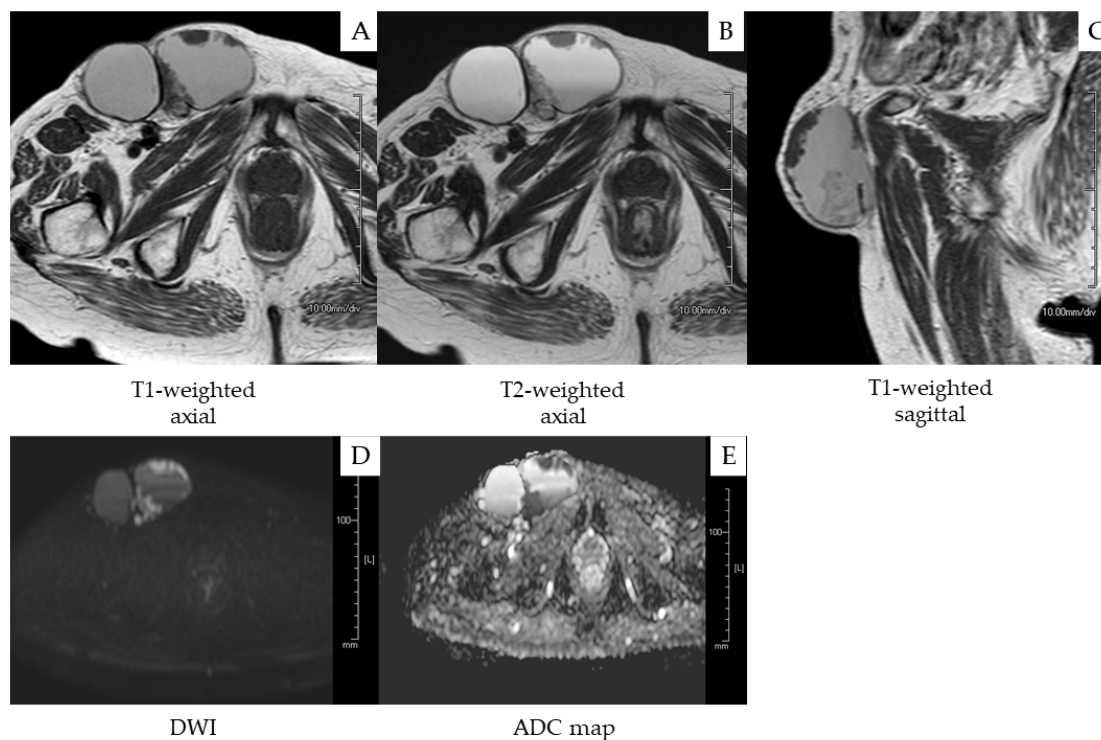 A
B
C
10.00mm/div
10.00mm/div
10.00mm/div
T1-weighted
axial
T2-weighted
axial
T1-weighted
sagittal
D
E
100
[L]
mm
100
[L]
mm
DWI
ADC map